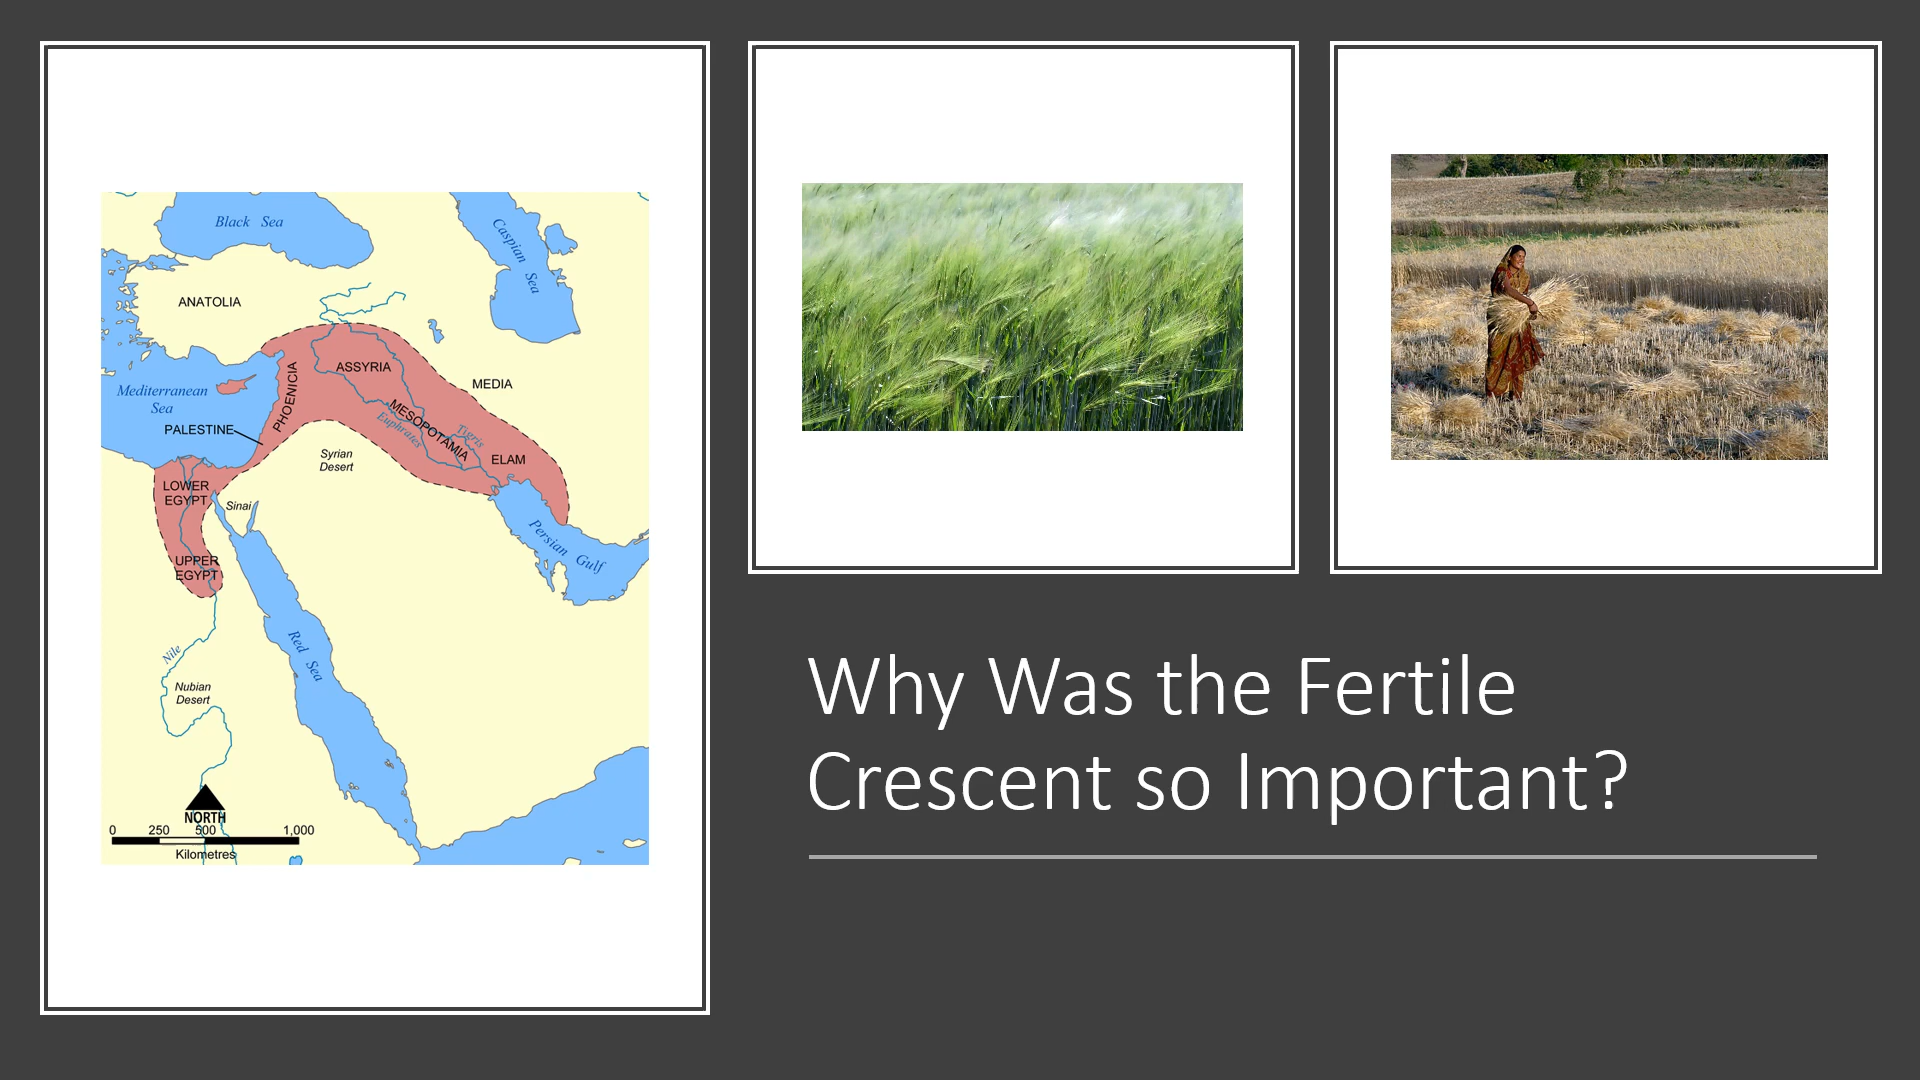 Black Sea
Caspian Sea
ANATOLIA
ASSYRIA
MEDIA
PHOENICIA
Mediterranean
Sea
MESOPOTAMIA
Euphrates
Tigris
PALESTINE
ELAM
Syrian
Desert
LOWER
EGYPT
Sinai
Persian Gulf
UPPER
EGYPT
Red Sea
Nile
Nubian
Desert
NORTH
0 250 500 1,000
Kilometres
Why Was the Fertile
Crescent so Important?